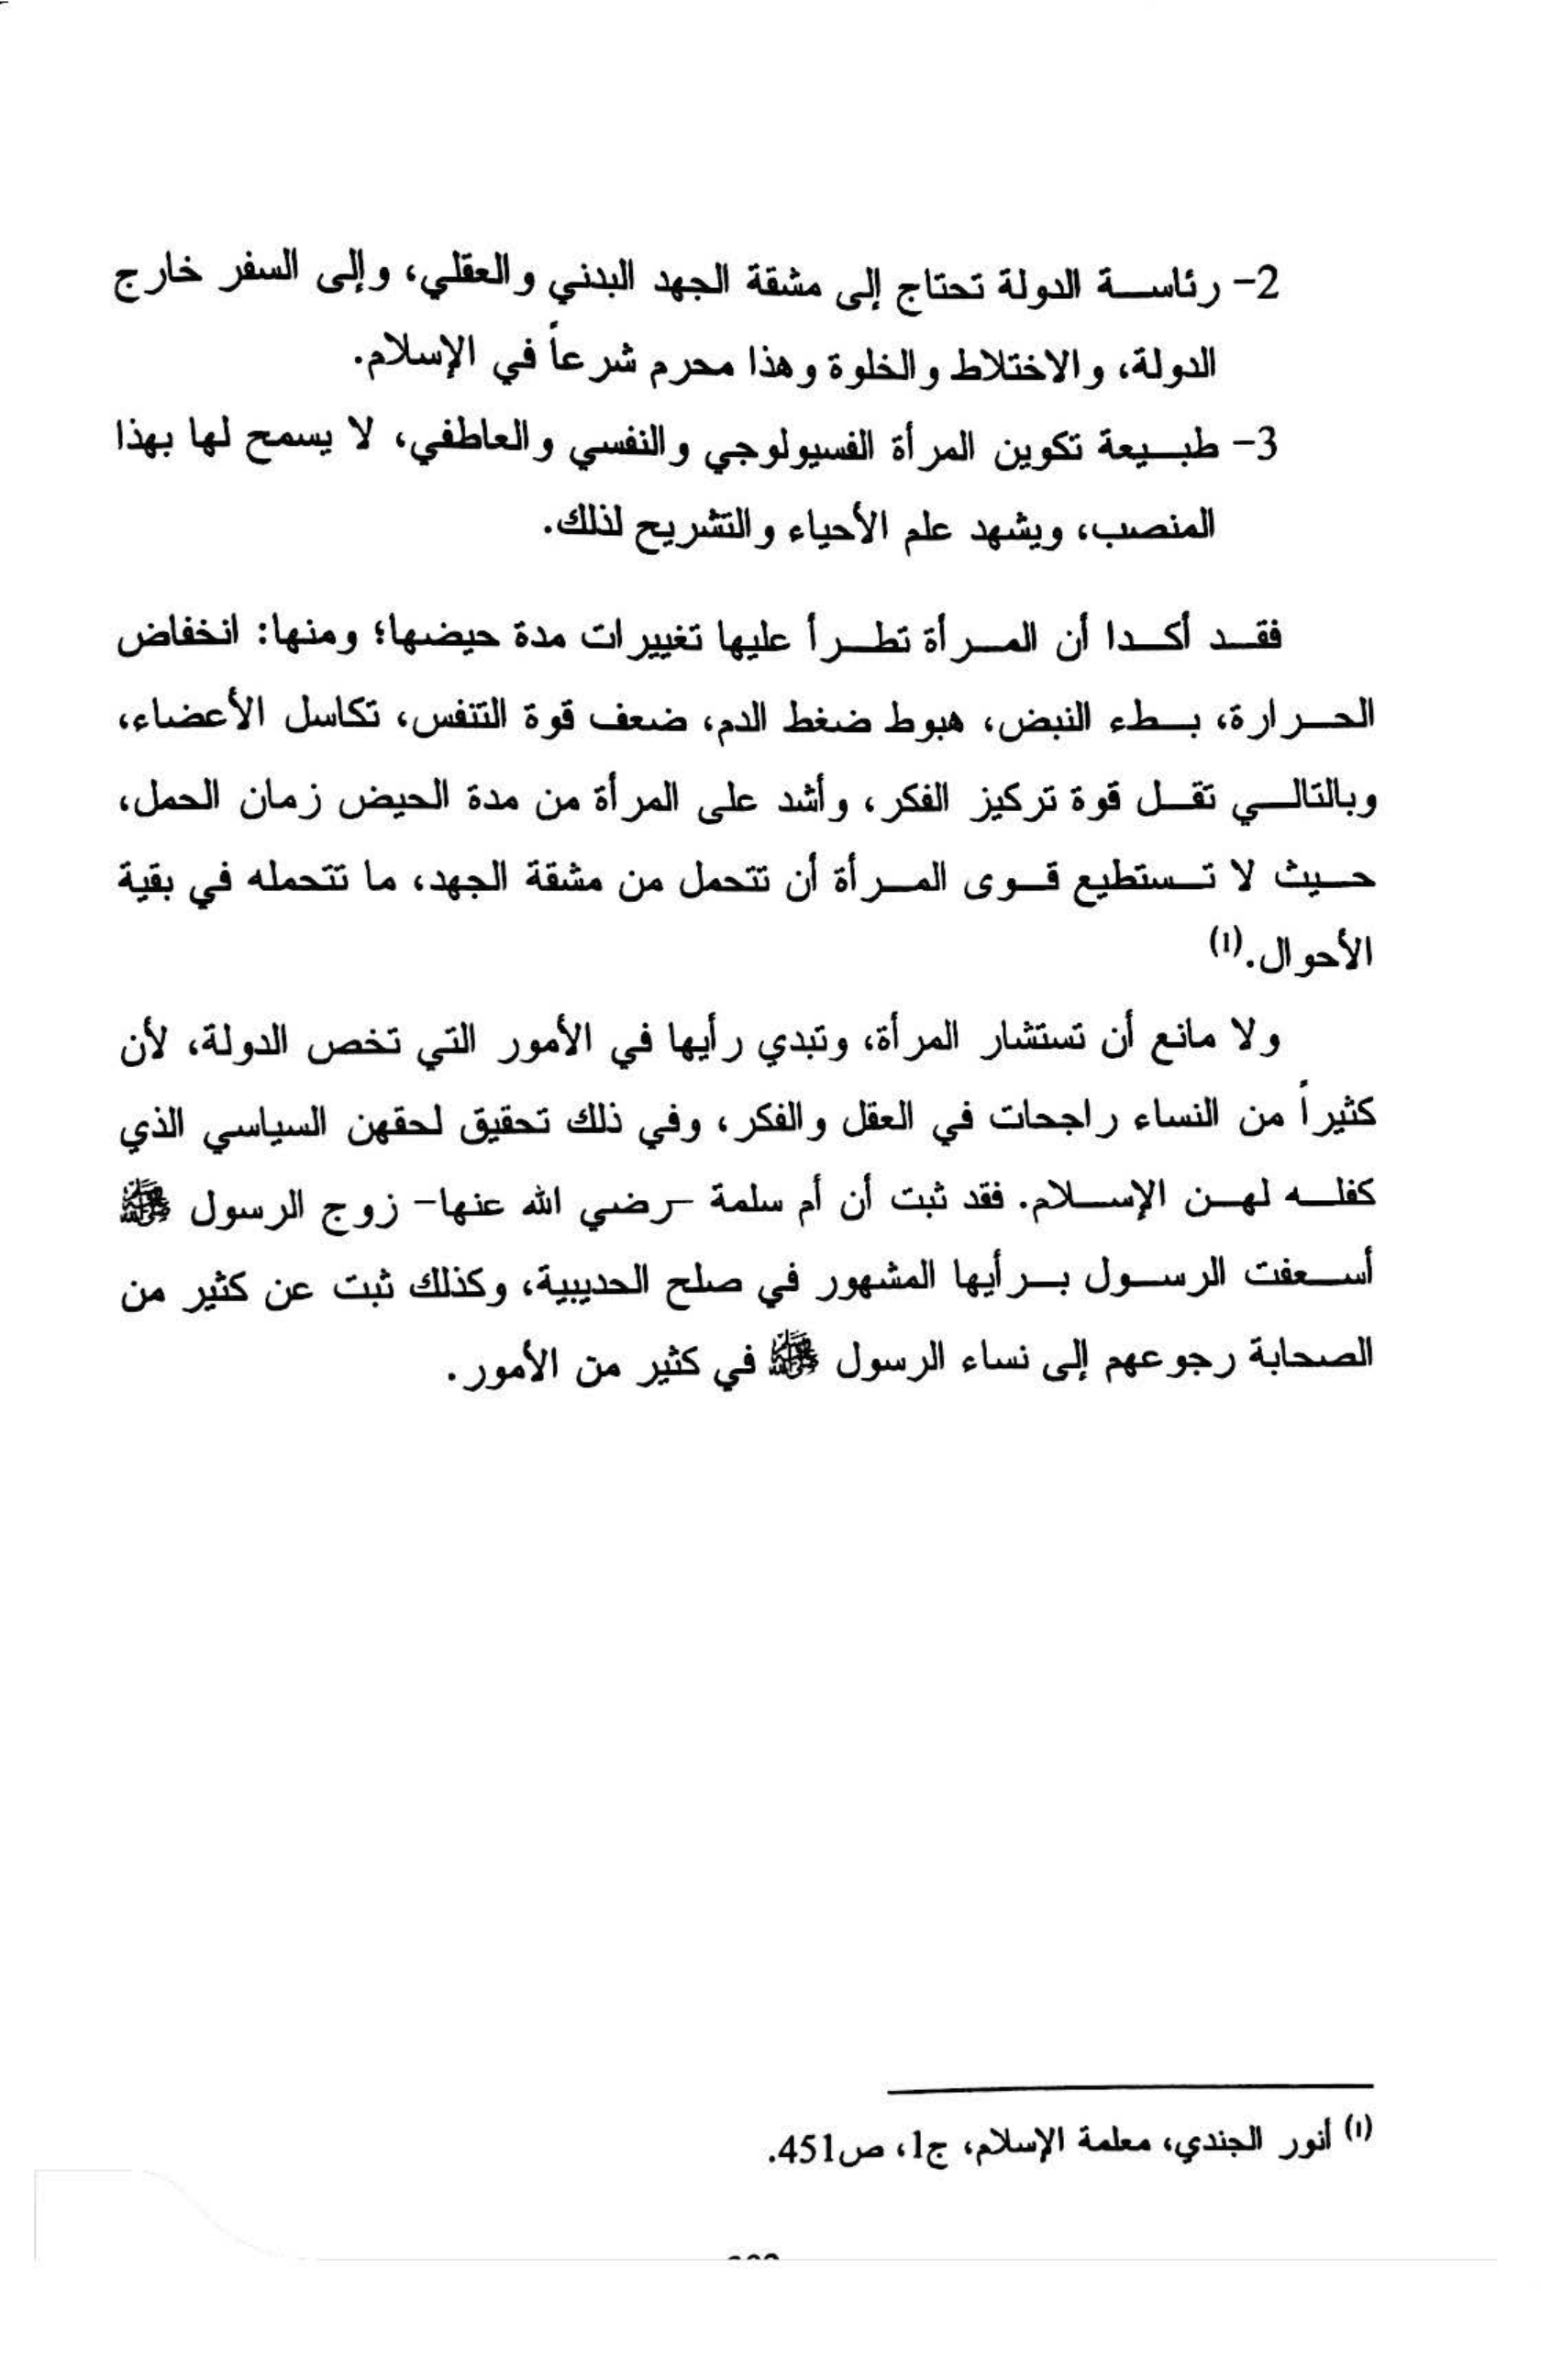 2- رئاسة الدولة تحتاج إلى مشقة الجهد البدني والعقلي، وإلى السفر خارج
الدولة، والاختلاط والخلوة وهذا محرم شرعاً في الإسلام.
3- طبيعة تكوين المرأة الفسيولوجي والنفسي والعاطفي، لا يسمح لها بهذا
المنصب، ويشهد علم الأحياء والتشريح لذلك.
فقد أكدا أن المرأة تطرأ عليها تغييرات مدة حيضها؛ ومنها: انخفاض
الحرارة، بطء النبض، هبوط ضغط الدم، ضعف قوة التنفس، تكاسل الأعضاء،
وبالتالي تقل قوة تركيز الفكر، وأشد على المرأة من مدة الحيض زمان الحمل،
حيث لا تستطيع قوى المرأة أن تتحمل من مشقة الجهد، ما تتحمله في بقية
الأحوال.(1)
ولا مانع أن تستشار المرأة، وتبدي رأيها في الأمور التي تخص الدولة، لأن
كثيراً من النساء راجحات في العقل والفكر، وفي ذلك تحقيق لحقهن السياسي الذي
كفله لهن الإسلام. فقد ثبت أن أم سلمة -رضي الله عنها- زوج الرسول ﷺ
أسعفت الرسول برأيها المشهور في صلح الحديبية، وكذلك ثبت عن كثير من
الصحابة رجوعهم إلى نساء الرسول ﷺ في كثير من الأمور.
(1) أنور الجندي، معلمة الإسلام، ج1، ص451.